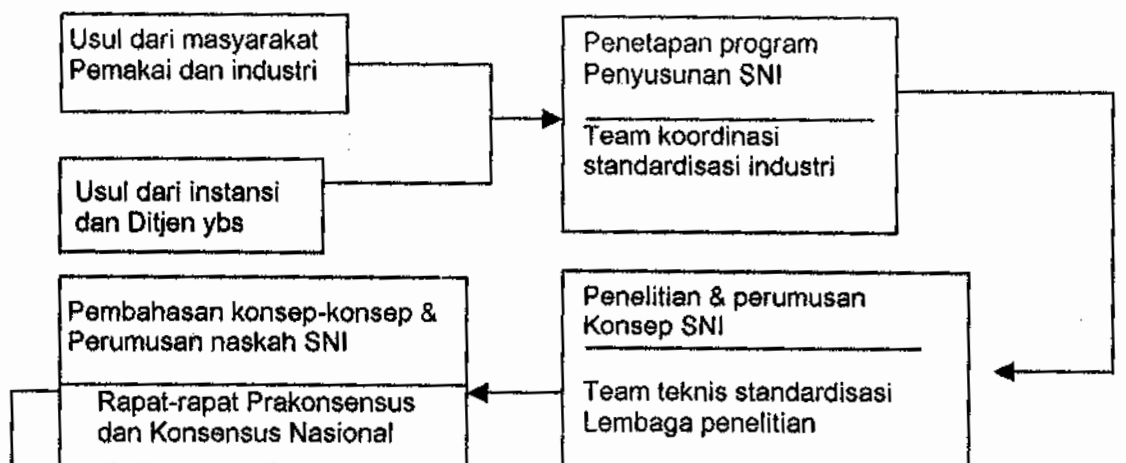 Usul dari masyarakat
Pemakai dan industri
Penetapan program
Penyusunan SNI
Team koordinasi
standardisasi industri
Usul dari instansi
dan Ditjen ybs
Pembahasan konsep-konsep &
Perumusan naskah SNI
Rapat-rapat Prakonsensus
dan Konsensus Nasional
Penelitian & perumusan
Konsep SNI
Team teknis standardisasi
Lembaga penelitian